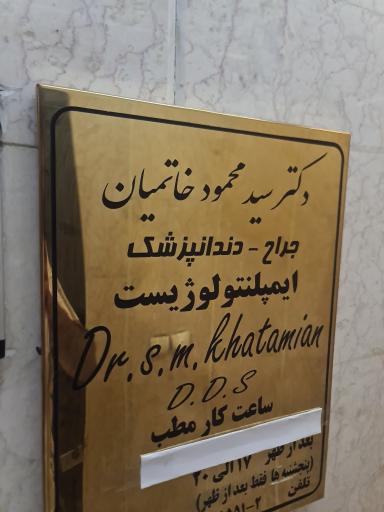 دکتر سید محمود خاتمیان
جراح - دندانپزشک
ایمپلنتولوژیست
Dr.s.m.khatamian
D.D.S
ساعت کار مطب
بعد از ظهر ۱۷ الی ۲۰
(پنجشنبه ها فقط بعد از ظهر)
تلفن